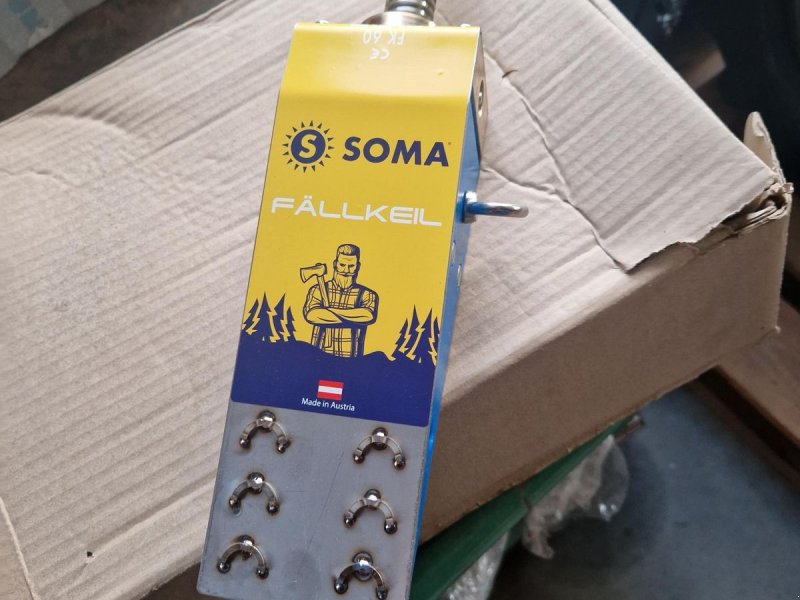 FK 60
CE
S SOMA
FÄLLKEIL
Made in Austria